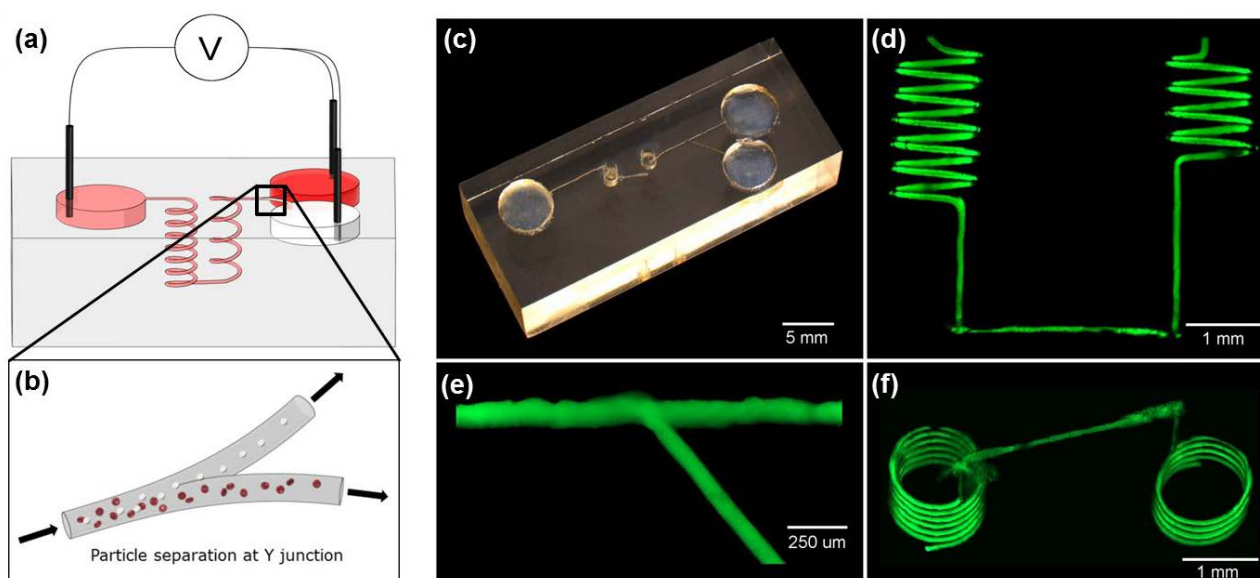 (a)
V
(b)
Particle separation at Y junction
(c)
5 mm
(d)
1 mm
(e)
250 um
(f)
1 mm